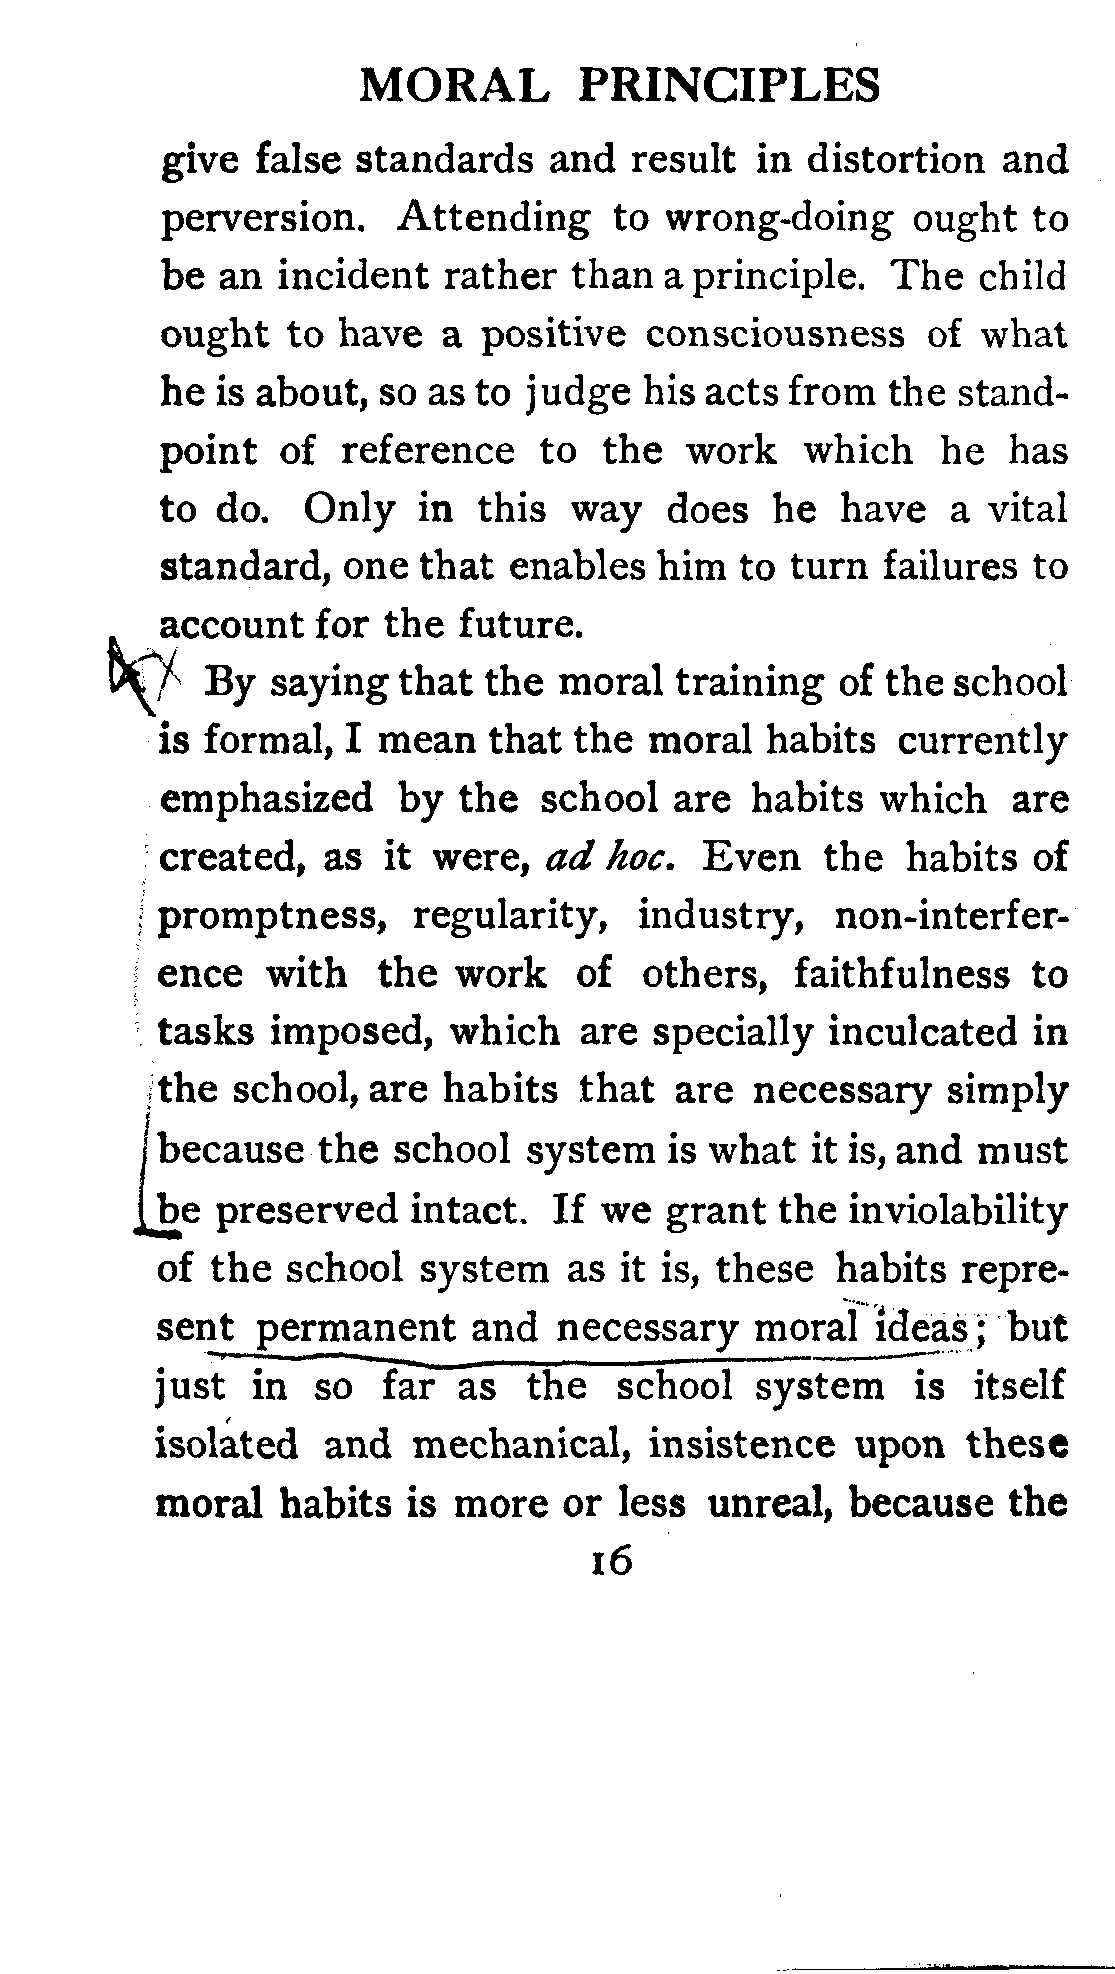 MORAL PRINCIPLES
give false standards and result in distortion and
perversion. Attending to wrong-doing ought to
be an incident rather than a principle. The child
ought to have a positive consciousness of what
he is about, so as to judge his acts from the stand-
point of reference to the work which he has
to do. Only in this way does he have a vital
standard, one that enables him to turn failures to
account for the future.
By saying that the moral training of the school
is formal, I mean that the moral habits currently
emphasized by the school are habits which are
created, as it were, ad hoc. Even the habits of
promptness, regularity, industry, non-interfer-
ence with the work of others, faithfulness to
tasks imposed, which are specially inculcated in
the school, are habits that are necessary simply
because the school system is what it is, and must
be preserved intact. If we grant the inviolability
of the school system as it is, these habits repre-
sent permanent and necessary moral ideas; but
just in so far as the school system is itself
isolated and mechanical, insistence upon these
moral habits is more or less unreal, because the
16